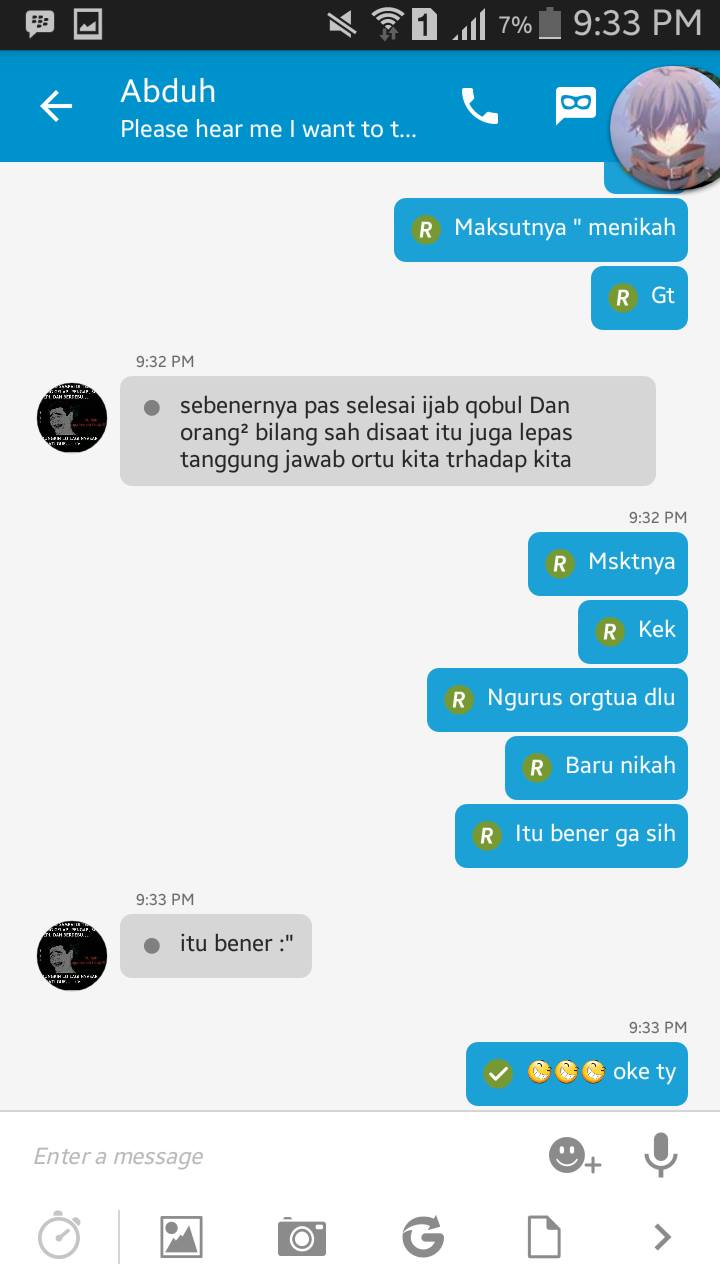 1 7% 9:33 PM
Abduh
Please hear me I want to t...
R Maksutnya " menikah
R Gt
9:32 PM
sebenernya pas selesai ijab qobul Dan
orang² bilang sah disaat itu juga lepas
tanggung jawab ortu kita trhadap kita
9:32 PM
R Msktnya
R Kek
R Ngurus orgtua dlu
R Baru nikah
R Itu bener ga sih
9:33 PM
itu bener :"
9:33 PM
oke ty
Enter a message